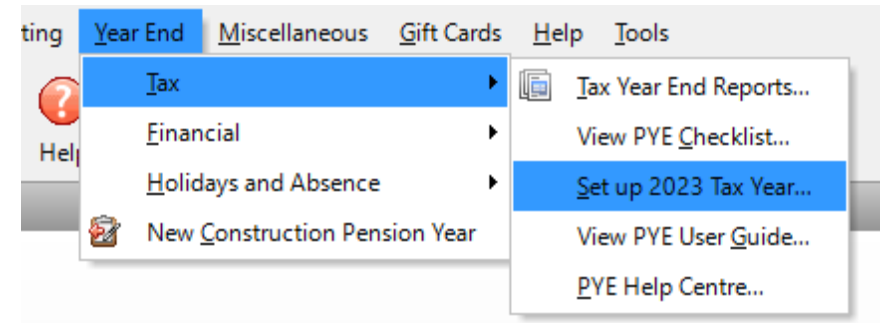 ting Year End Miscellaneous Gift Cards Help Tools
Tax
Financial
Holidays and Absence
New Construction Pension Year
Help
Tax Year End Reports...
View PYE Checklist...
Set up 2023 Tax Year...
View PYE User Guide...
PYE Help Centre...